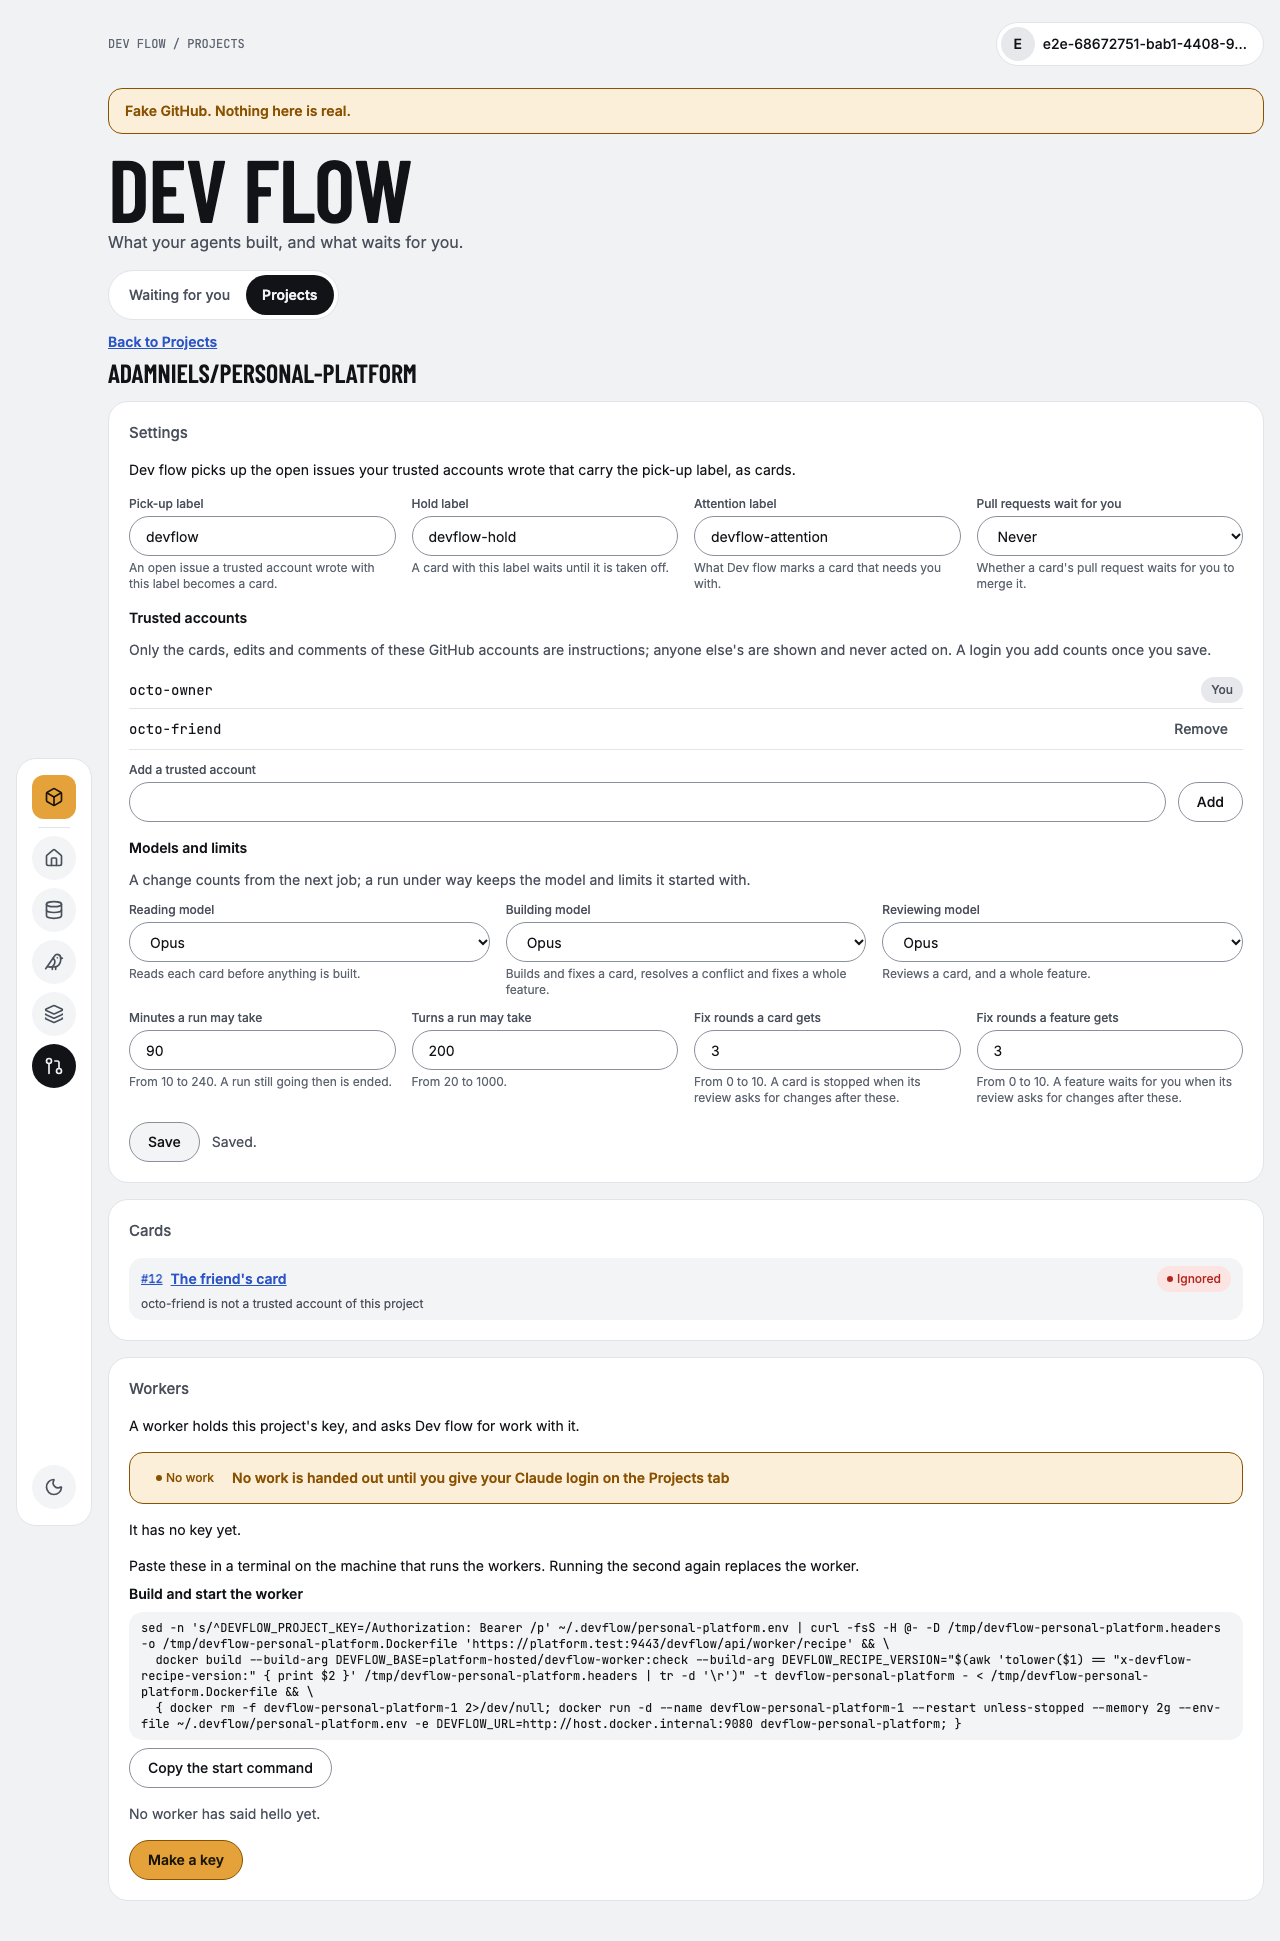 DEV FLOW / PROJECTS
E
e2e-68672751-bab1-4408-9...
Fake GitHub. Nothing here is real.
DEV FLOW
What your agents built, and what waits for you.
Waiting for you
Projects
Back to Projects
ADAMNIELS/PERSONAL-PLATFORM
Settings
Dev flow picks up the open issues your trusted accounts wrote that carry the pick-up label, as cards.
Pick-up label
devflow
An open issue a trusted account wrote with
this label becomes a card.
Hold label
devflow-hold
A card with this label waits until it is taken off.
Attention label
devflow-attention
What Dev flow marks a card that needs you
with.
Pull requests wait for you
Never
Whether a card's pull request waits for you to
merge it.
Trusted accounts
Only the cards, edits and comments of these GitHub accounts are instructions; anyone else's are shown and never acted on. A login you add counts once you save.
octo-owner
You
octo-friend
Remove
Add a trusted account
Add
Models and limits
A change counts from the next job; a run under way keeps the model and limits it started with.
Reading model
Opus
Reads each card before anything is built.
Building model
Opus
Builds and fixes a card, resolves a conflict and fixes a whole
feature.
Reviewing model
Opus
Reviews a card, and a whole feature.
Minutes a run may take
90
From 10 to 240. A run still going then is ended.
Turns a run may take
200
From 20 to 1000.
Fix rounds a card gets
3
From 0 to 10. A card is stopped when its
review asks for changes after these.
Fix rounds a feature gets
3
From 0 to 10. A feature waits for you when its
review asks for changes after these.
Save
Saved.
Cards
#12 The friend's card
Ignored
octo-friend is not a trusted account of this project
Workers
A worker holds this project's key, and asks Dev flow for work with it.
No work
No work is handed out until you give your Claude login on the Projects tab
It has no key yet.
Paste these in a terminal on the machine that runs the workers. Running the second again replaces the worker.
Build and start the worker
sed -n 's/^DEVFLOW_PROJECT_KEY=/Authorization: Bearer /p' ~/.devflow/personal-platform.env | curl -fsS -H @- -D /tmp/devflow-personal-platform.headers
-o /tmp/devflow-personal-platform.Dockerfile 'https://platform.test:9443/devflow/api/worker/recipe' && \
docker build --build-arg DEVFLOW_BASE=platform-hosted/devflow-worker:check --build-arg DEVFLOW_RECIPE_VERSION="$(awk 'tolower($1) == "x-devflow-
recipe-version:" { print $2 }' /tmp/devflow-personal-platform.headers | tr -d '\r')" -t devflow-personal-platform - < /tmp/devflow-personal-
platform.Dockerfile && \
{ docker rm -f devflow-personal-platform-1 2>/dev/null; docker run -d --name devflow-personal-platform-1 --restart unless-stopped --memory 2g --env-
file ~/.devflow/personal-platform.env -e DEVFLOW_URL=http://host.docker.internal:9080 devflow-personal-platform; }
Copy the start command
No worker has said hello yet.
Make a key